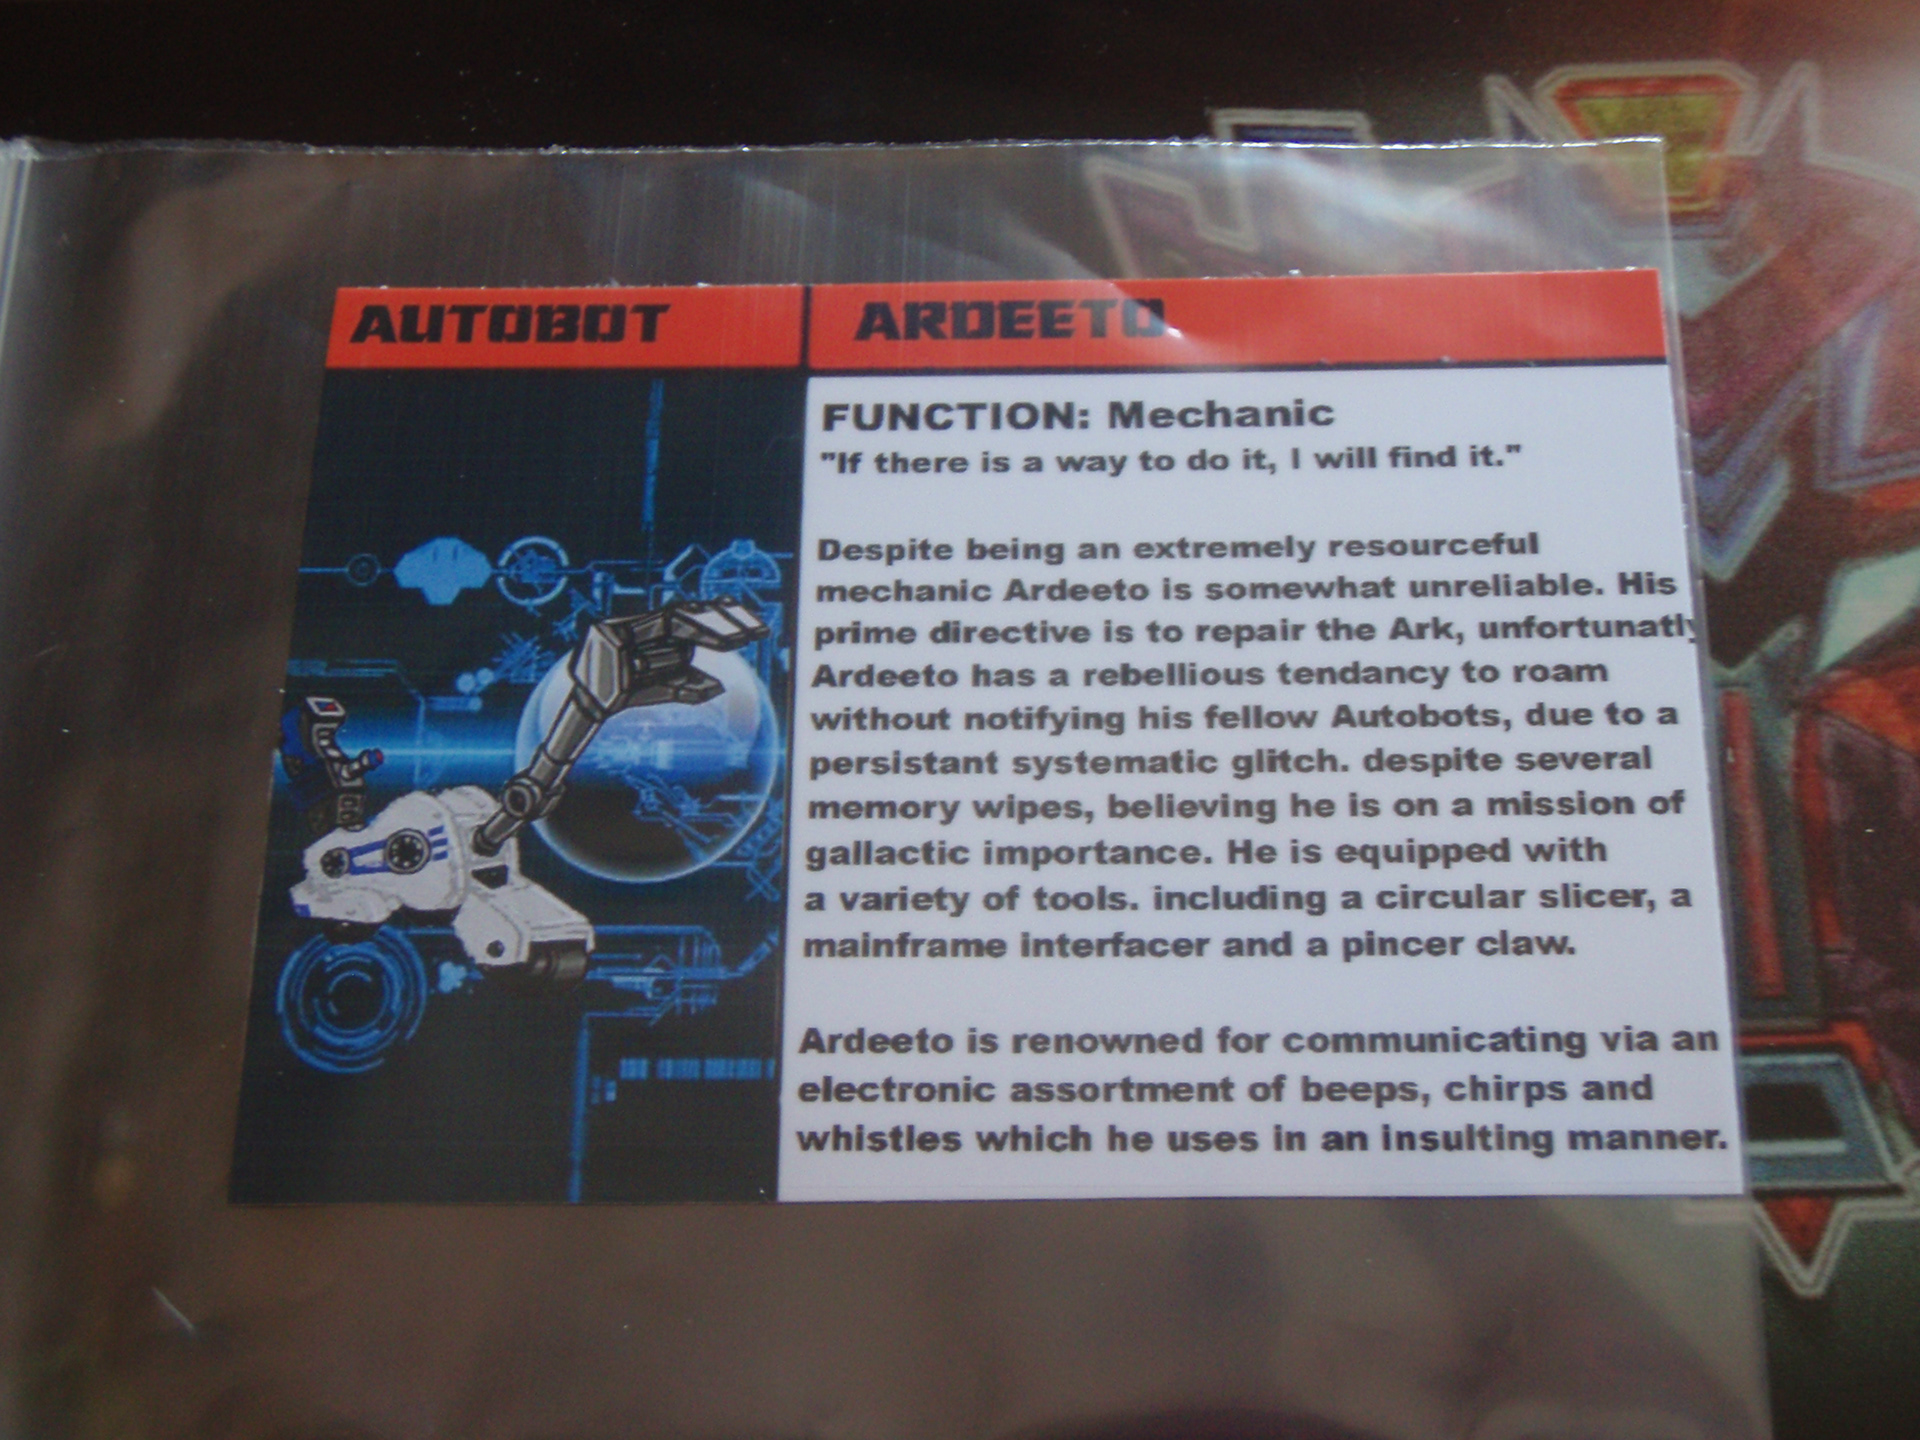 AUTOBOT
ARDEETO
FUNCTION: Mechanic
"If there is a way to do it, I will find it."
Despite being an extremely resourceful
mechanic Ardeeto is somewhat unreliable. His
prime directive is to repair the Ark, unfortunatly
Ardeeto has a rebellious tendancy to roam
without notifying his fellow Autobots, due to a
persistant systematic glitch. despite several
memory wipes, believing he is on a mission of
gallactic importance. He is equipped with
a variety of tools. including a circular slicer, a
mainframe interfacer and a pincer claw.
Ardeeto is renowned for communicating via an
electronic assortment of beeps, chirps and
whistles which he uses in an insulting manner.